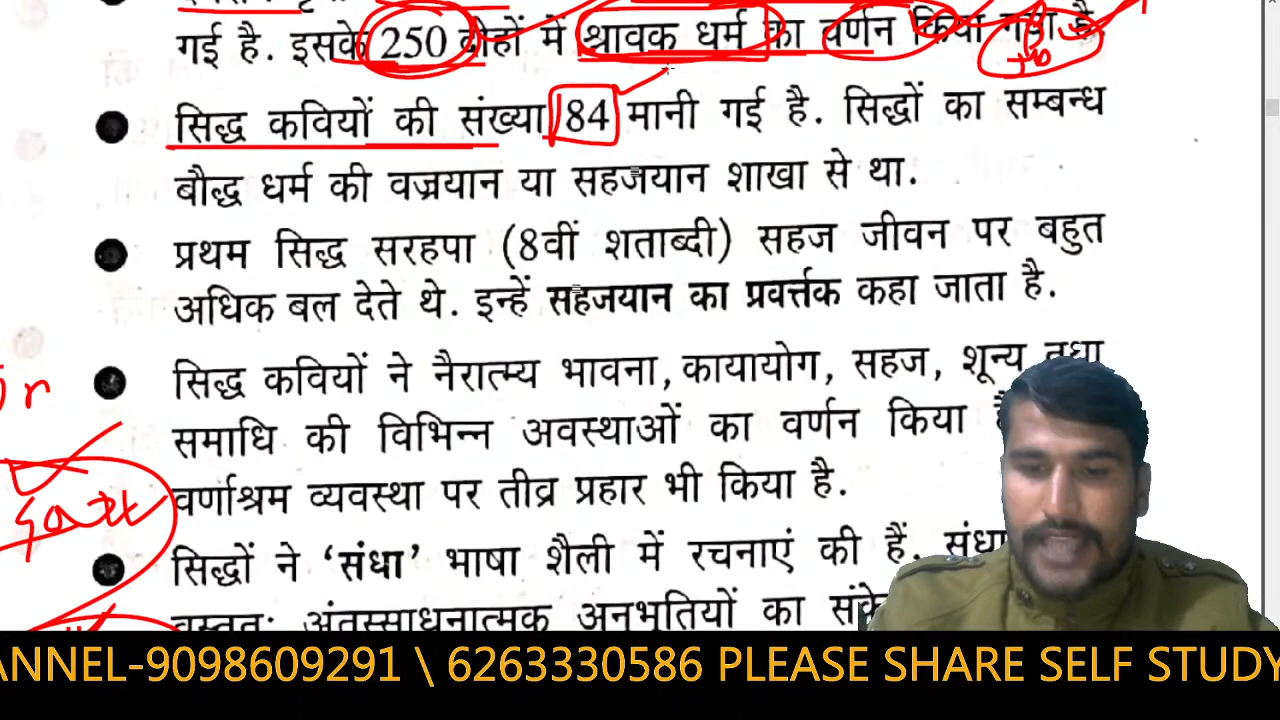 गई है. इसके 250 दोहों में श्रावक धर्म का वर्णन किया गया है
सिद्ध कवियों की संख्या 84 मानी गई है. सिद्धों का सम्बन्ध
बौद्ध धर्म की वज्रयान या सहजयान शाखा से था.
प्रथम सिद्ध सरहपा (8वीं शताब्दी) सहज जीवन पर बहुत
अधिक बल देते थे. इन्हें सहजयान का प्रवर्त्तक कहा जाता है.
सिद्ध कवियों ने नैरात्म्य भावना, कायायोग, सहज, शून्य तथा
समाधि की विभिन्न अवस्थाओं का वर्णन किया
वर्णाश्रम व्यवस्था पर तीव्र प्रहार भी किया है.
सिद्धों ने ‘संधा’ भाषा शैली में रचनाएं की हैं. संधा
वस्तुतः अंतस्साधनात्मक अनुभूतियों का
ANNEL-9098609291 \ 6263330586 PLEASE SHARE SELF STUDY